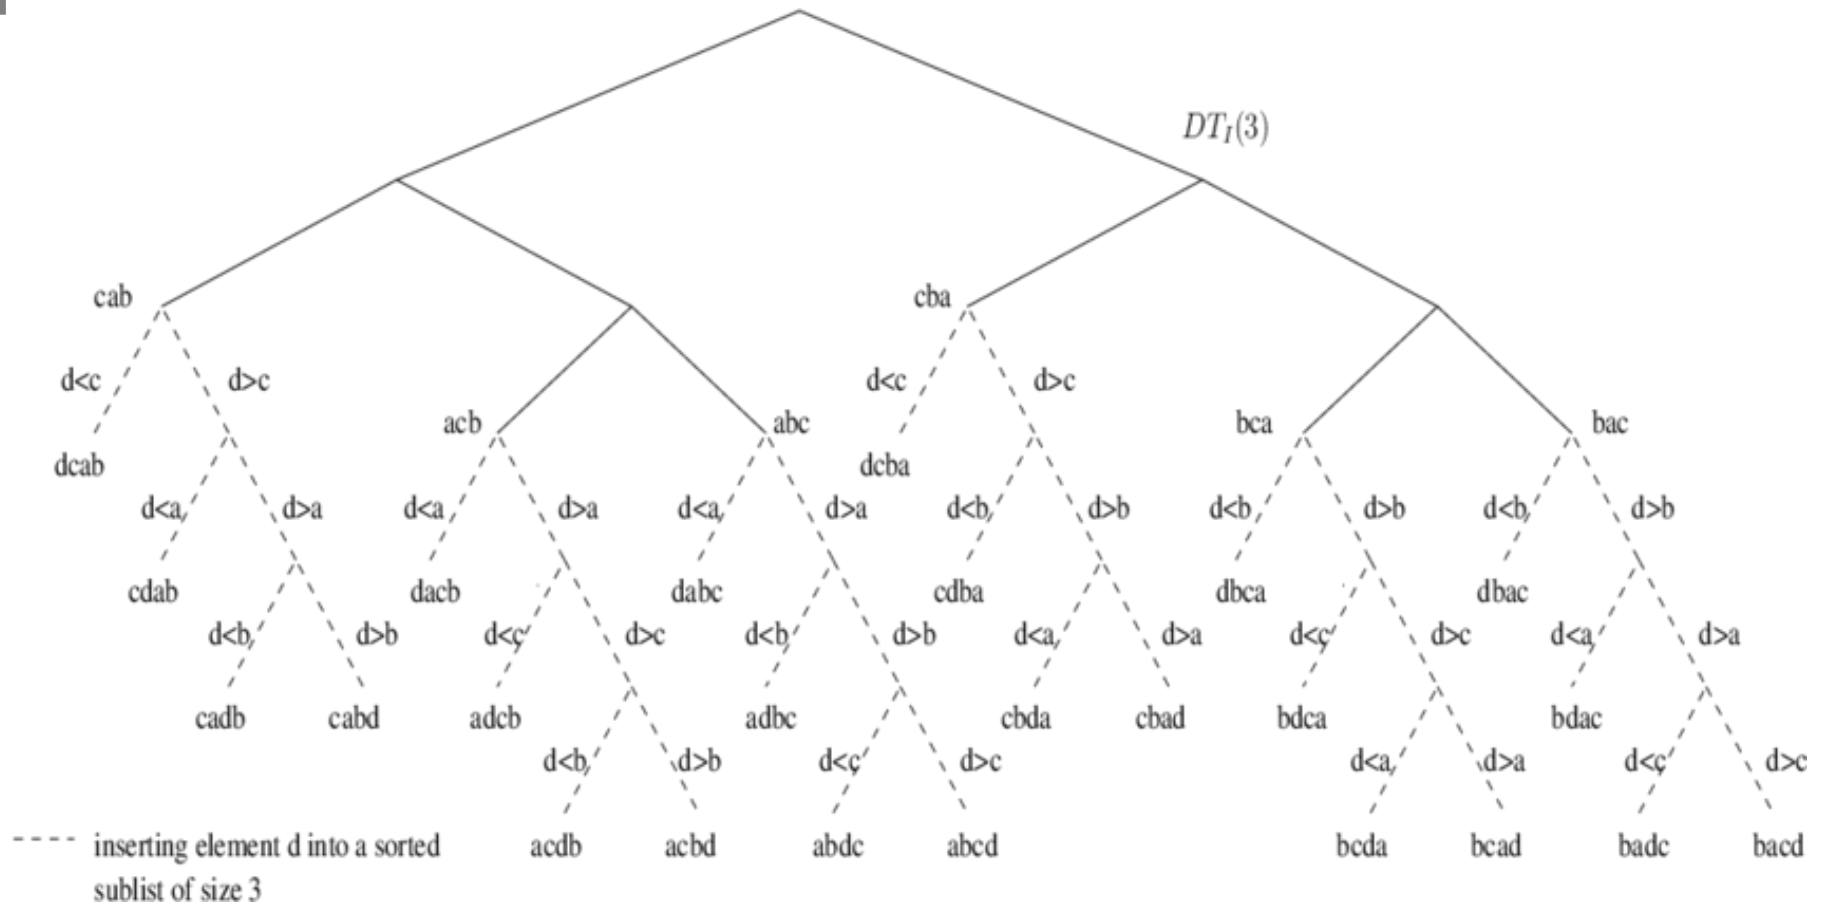 DT_I(3)
cab
cba
d<c
d>c
d<c
d>c
acb
abc
bca
bac
dcab
dcba
d<a
d>a
d<a
d>a
d<a
d>a
d<b
d>b
d<b
d>b
d<b
d>b
cdab
dacb
dabc
cdba
dbca
dbac
d<b
d>b
d<c
d>c
d<b
d>b
d<a
d>a
d<c
d>c
d<a
d>a
cadb
cabd
adcb
adbc
cbda
cbad
bdca
bdac
d<b
d>b
d<c
d>c
d<a
d>a
d<c
d>c
inserting element d into a sorted
sublist of size 3
acdb
acbd
abdc
abcd
bcda
bcad
badc
bacd